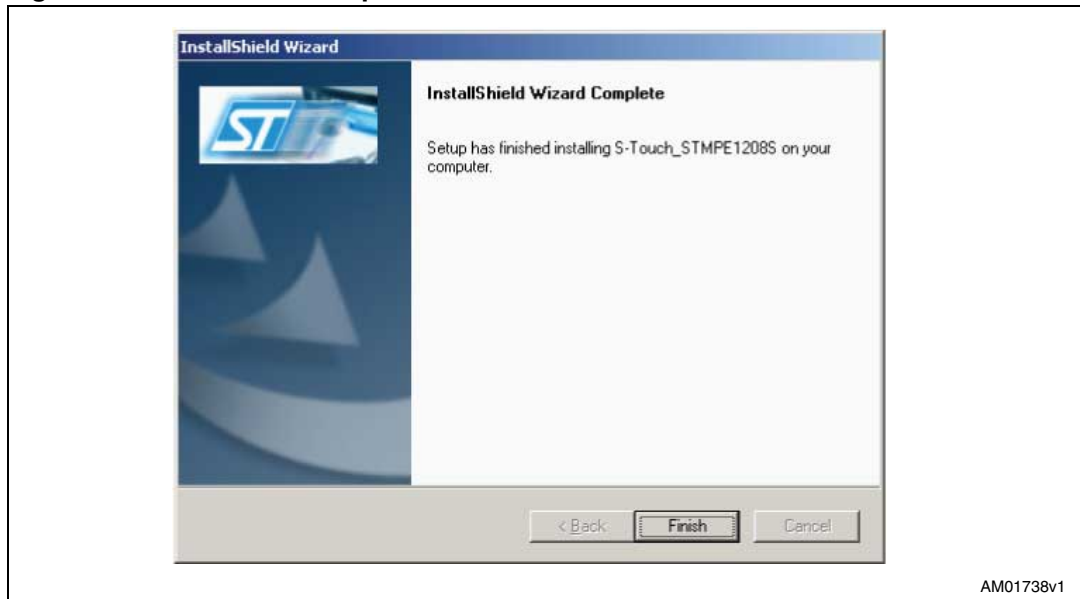 InstallShield Wizard
ST
InstallShield Wizard Complete
Setup has finished installing S-Touch_STMPE1208S on your
computer.
< Back
Finish
Cancel
AM01738v1